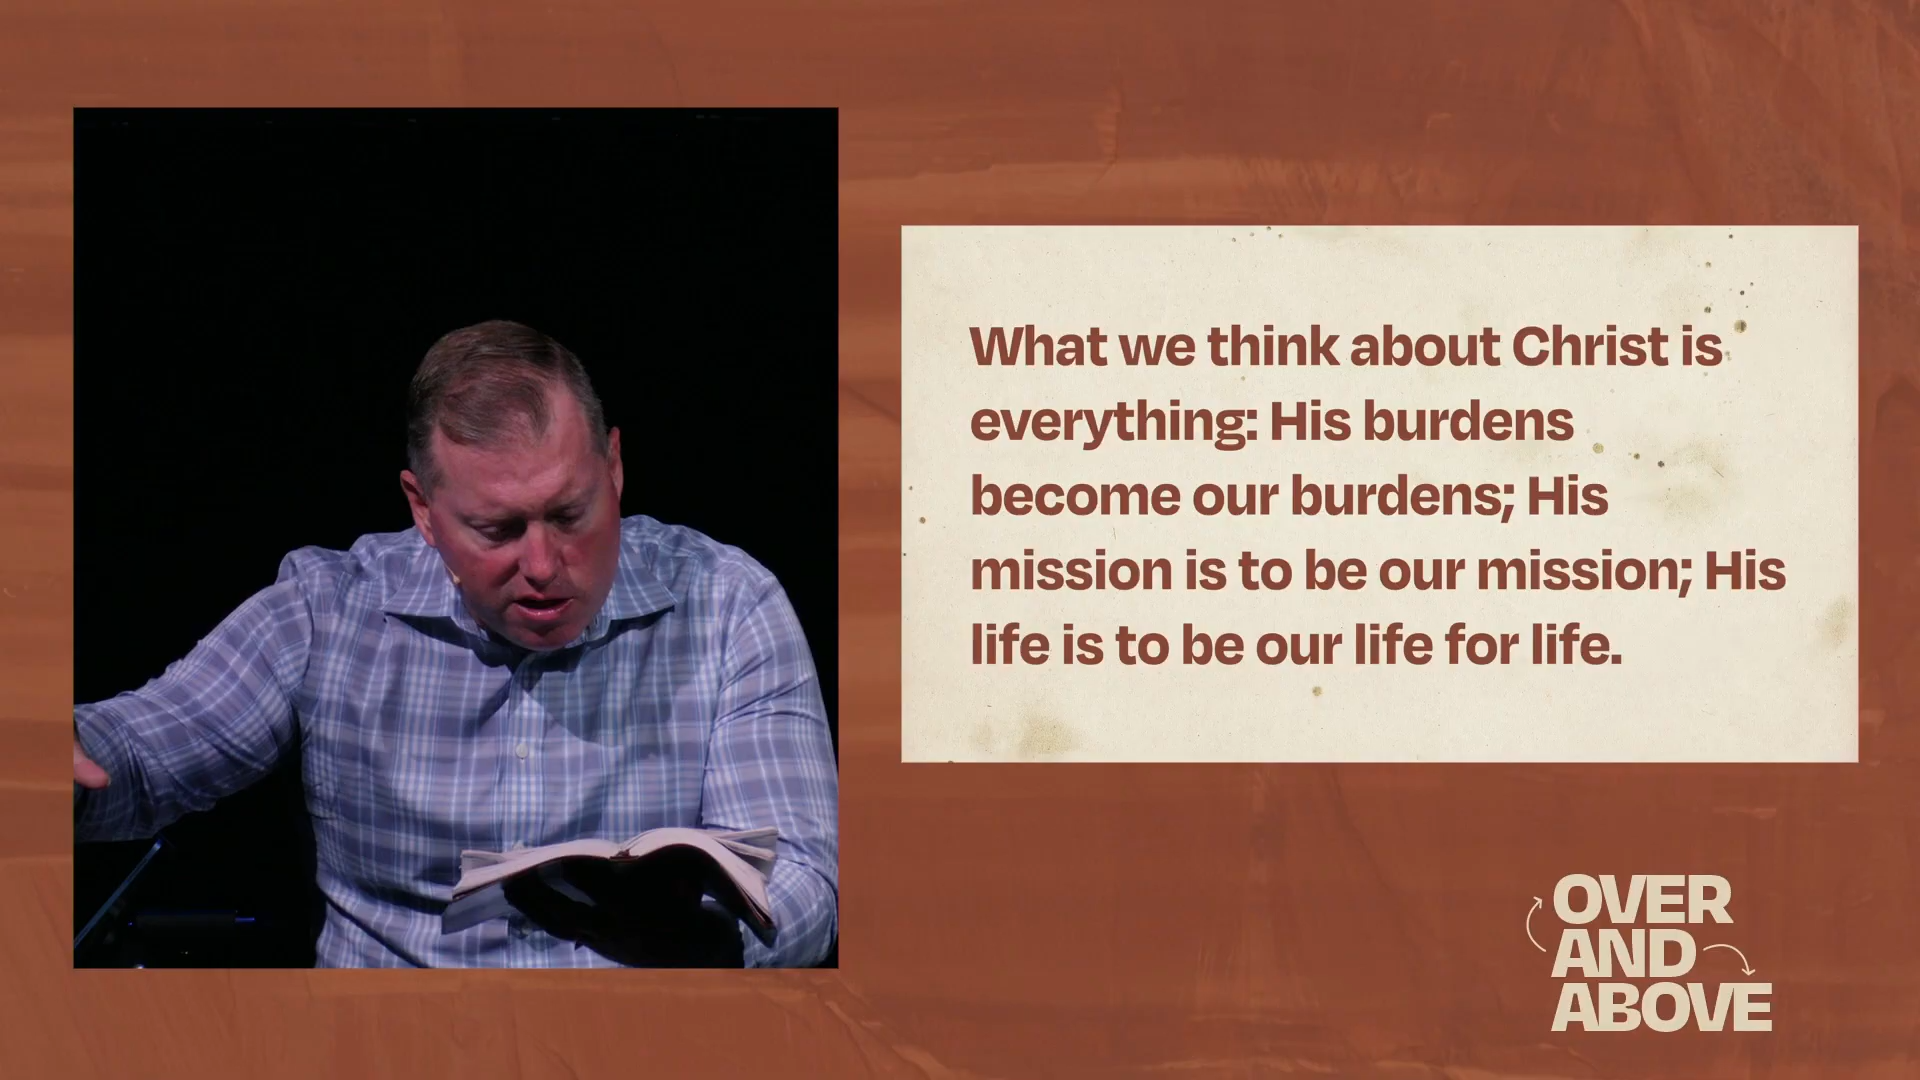 What we think about Christ is
everything: His burdens
become our burdens; His
mission is to be our mission; His
life is to be our life for life.
OVER
AND
ABOVE